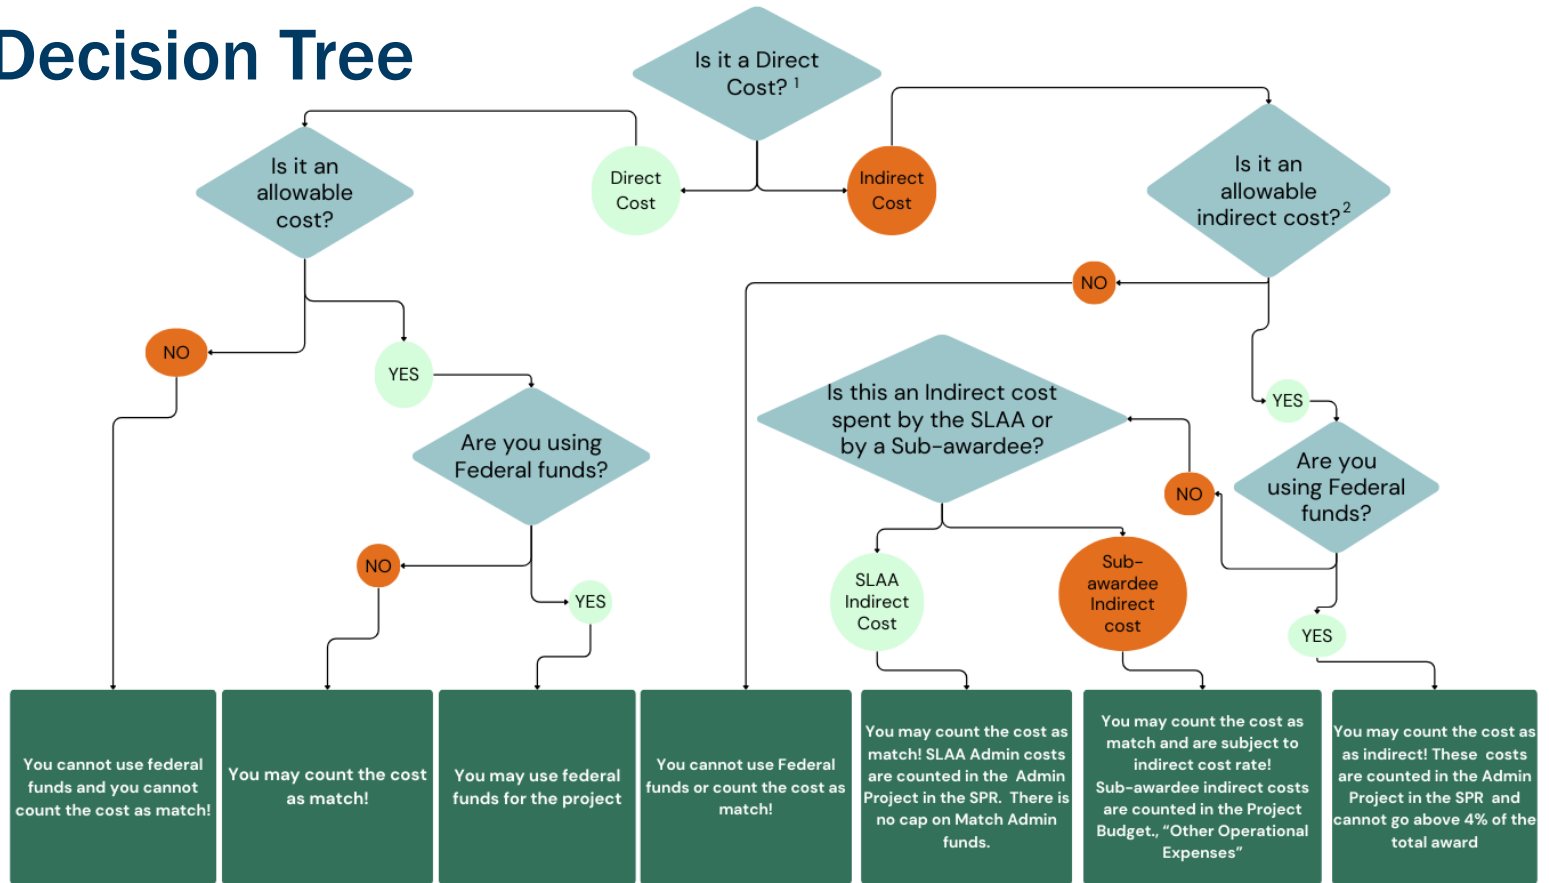 Decision Tree
Is it a Direct
Cost? 1
Direct
Cost
Indirect
Cost
Is it an
allowable
cost?
Is it an
allowable
indirect cost? 2
NO
NO
YES
Is this an Indirect cost
spent by the SLAA or
by a Sub-awardee?
YES
Are you using
Federal funds?
NO
Are you
using Federal
funds?
NO
YES
SLAA
Indirect
Cost
Sub-
awardee
Indirect
cost
YES
You cannot use federal
funds and you cannot
count the cost as match!
You may count the cost
as match!
You may use federal
funds for the project
You cannot use Federal
funds or count the cost as
match!
You may count the cost as
match! SLAA Admin costs
are counted in the Admin
Project in the SPR. There is
no cap on Match Admin
funds.
You may count the cost as
match and are subject to
indirect cost rate!
Sub-awardee indirect costs
are counted in the Project
Budget., “Other Operational
Expenses”
You may count the cost as
as indirect! These costs
are counted in the Admin
Project in the SPR and
cannot go above 4% of the
total award